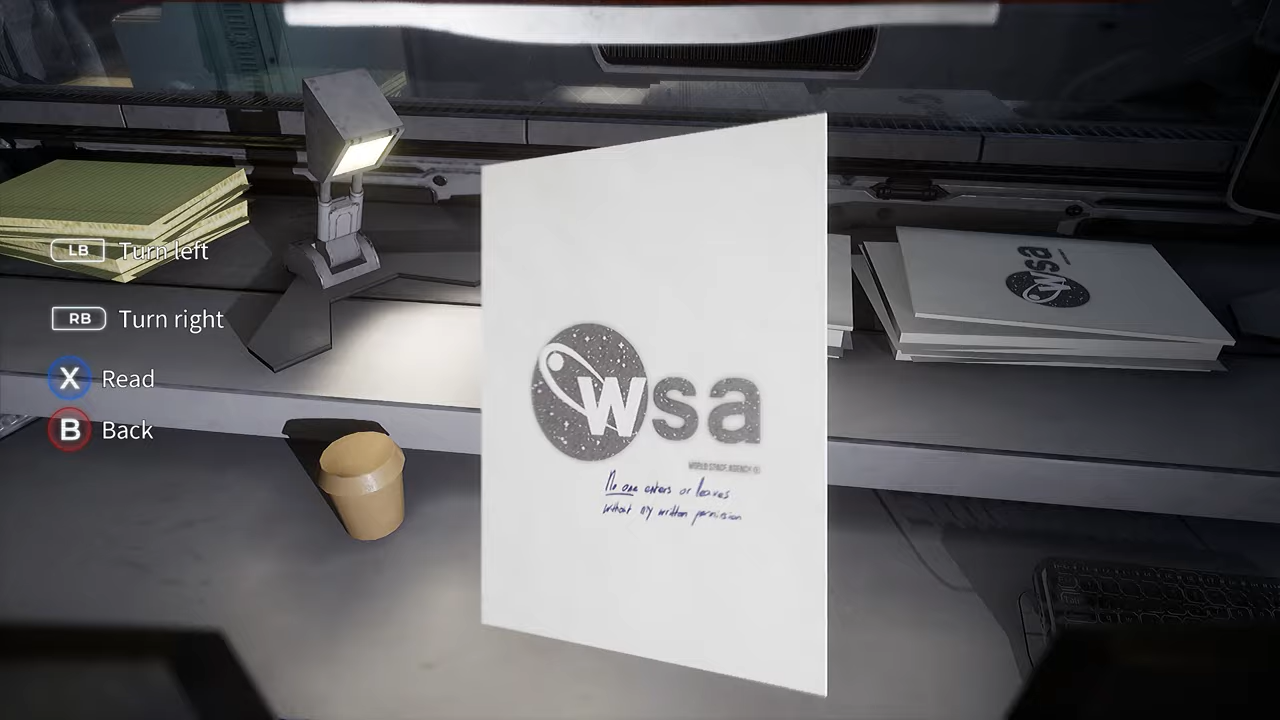 LB Turn left
RB Turn right
X Read
B Back
wsa
WORLD SPACE AGENCY
No one enters or leaves
without my written permission
wsa